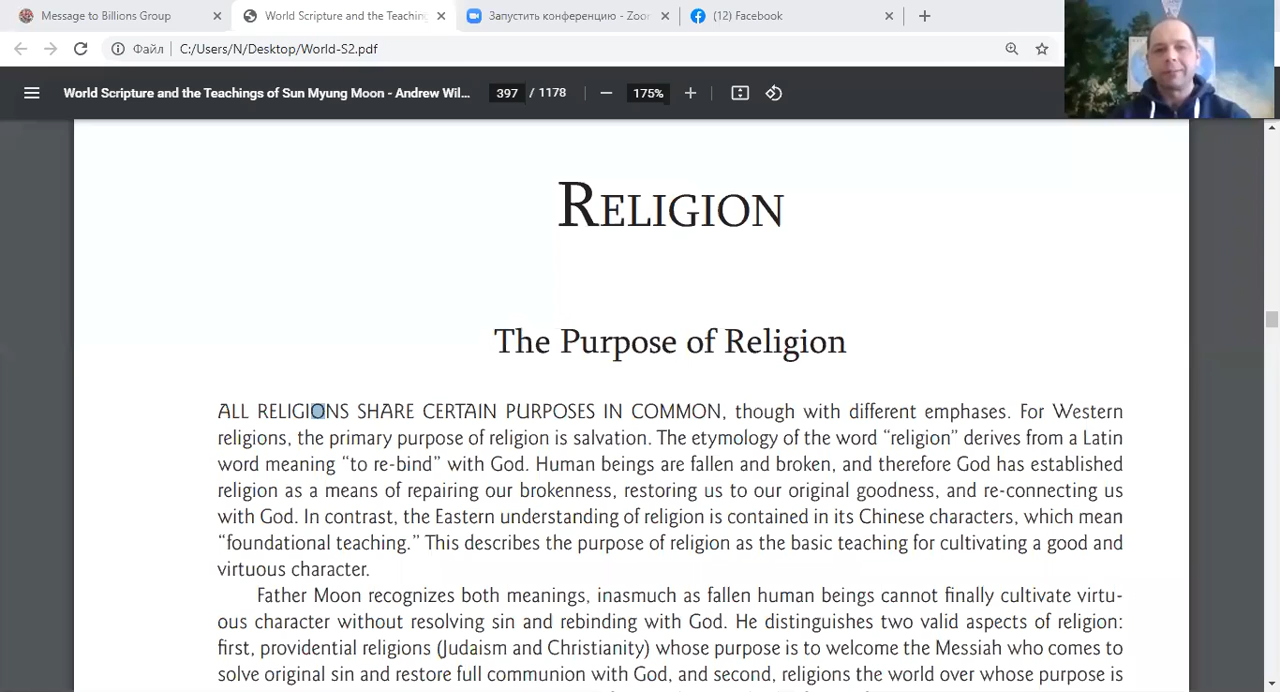 Message to Billions Group
World Scripture and the Teachin
Запустить конференцию - Zoo
(12) Facebook
Файл
C:/Users/N/Desktop/World-S2.pdf
World Scripture and the Teachings of Sun Myung Moon - Andrew Wil...
397 / 1178
175%
RELIGION
The Purpose of Religion
ALL RELIGIONS SHARE CERTAIN PURPOSES IN COMMON, though with different emphases. For Western
religions, the primary purpose of religion is salvation. The etymology of the word “religion” derives from a Latin
word meaning “to re-bind” with God. Human beings are fallen and broken, and therefore God has established
religion as a means of repairing our brokenness, restoring us to our original goodness, and re-connecting us
with God. In contrast, the Eastern understanding of religion is contained in its Chinese characters, which mean
“foundational teaching.” This describes the purpose of religion as the basic teaching for cultivating a good and
virtuous character.
Father Moon recognizes both meanings, inasmuch as fallen human beings cannot finally cultivate virtu-
ous character without resolving sin and rebinding with God. He distinguishes two valid aspects of religion:
first, providential religions (Judaism and Christianity) whose purpose is to welcome the Messiah who comes to
solve original sin and restore full communion with God, and second, religions the world over whose purpose is